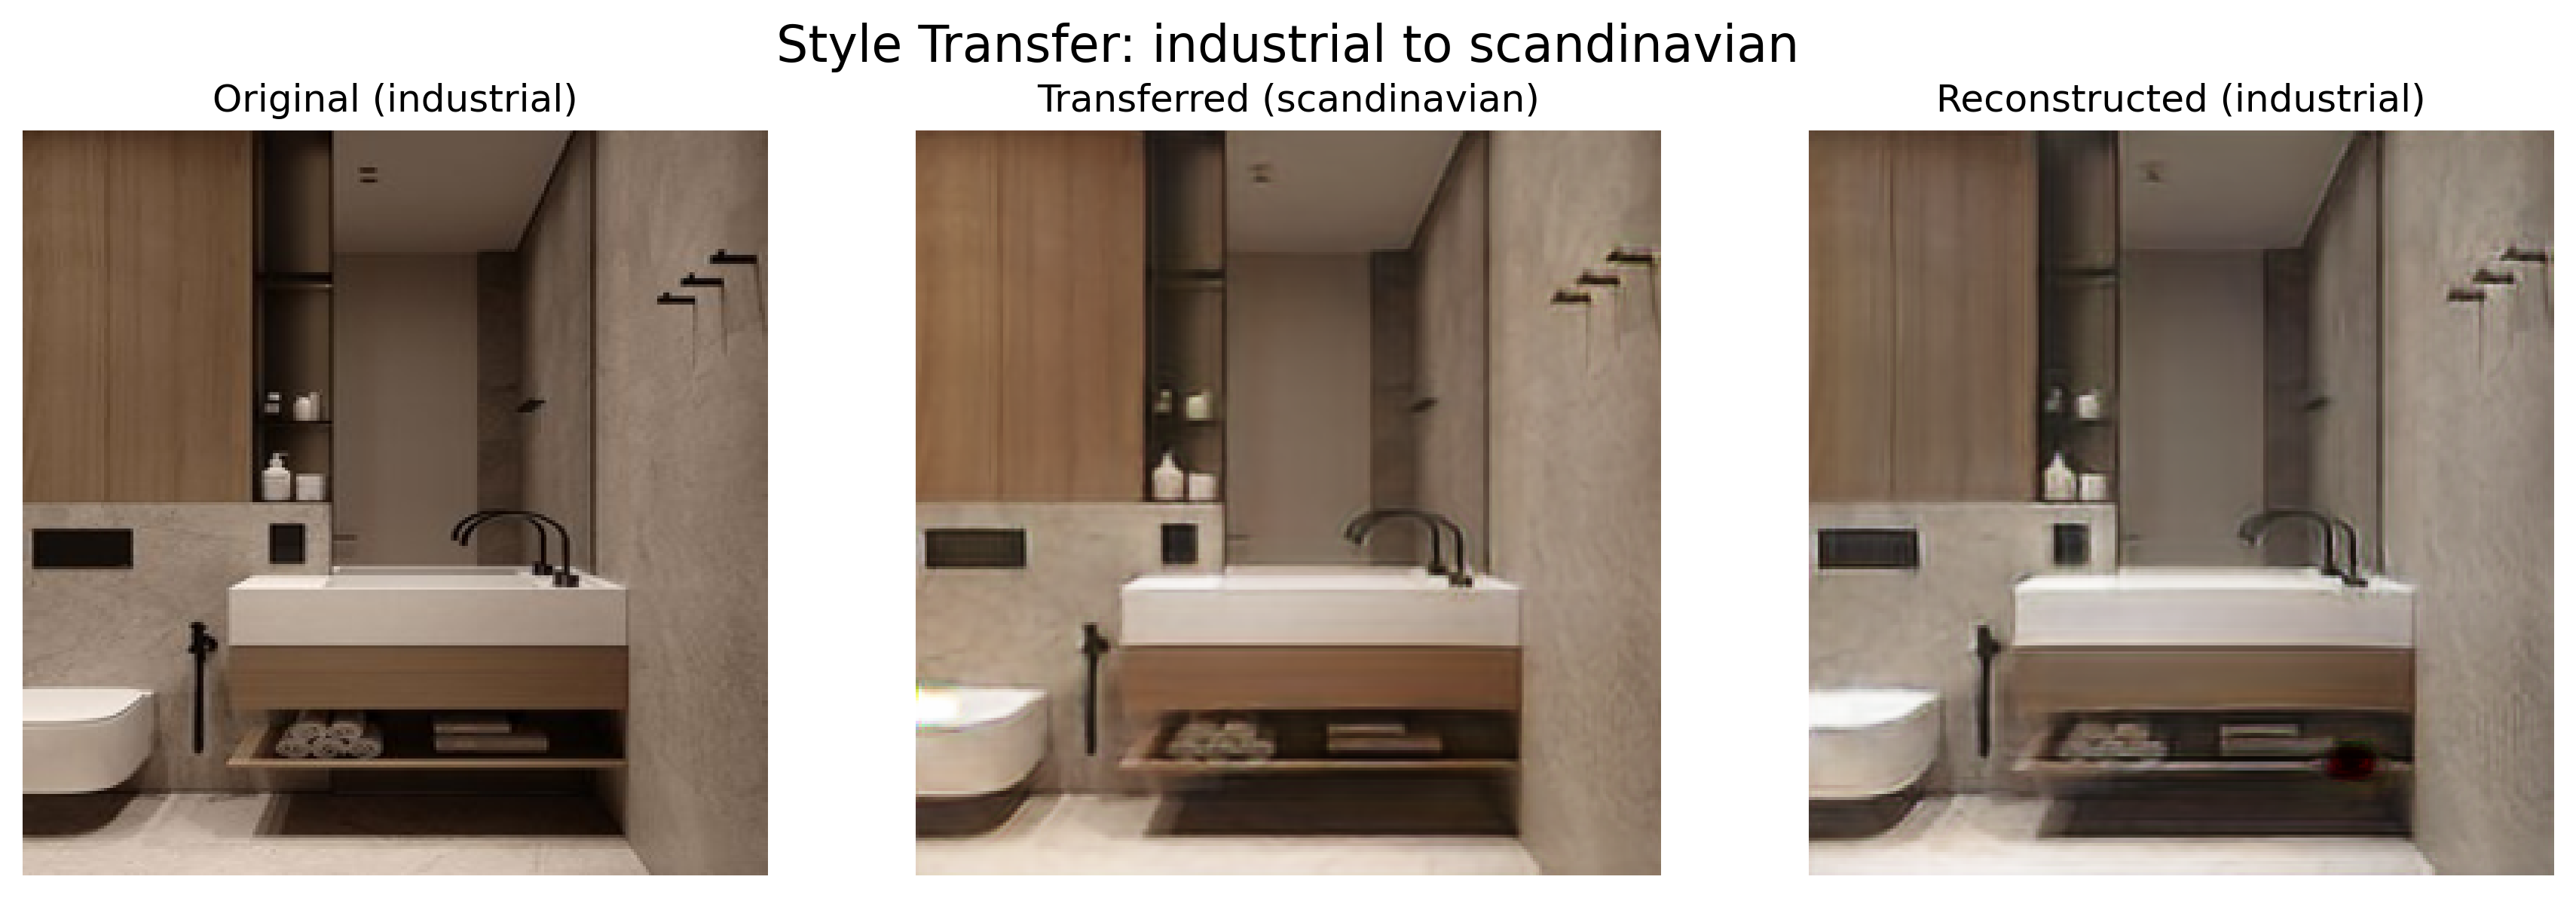 Style Transfer: industrial to scandinavian
Original (industrial)
Transferred (scandinavian)
Reconstructed (industrial)